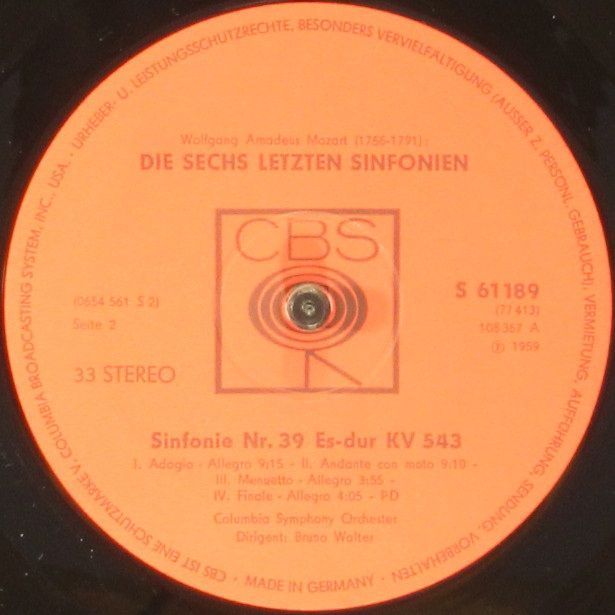 URHEBER- U. LEISTUNGSSCHUTZRECHTE, BESONDERS VERVIELFÄLTIGUNG (AUSSER Z. PERSÖNL. GEBRAUCH), VERMIETUNG, AUFFÜHRUNG, SENDUNG, VORBEHALTEN
Wolfgang Amadeus Mozart (1756-1791):
DIE SECHS LETZTEN SINFONIEN
CBS
(0654 561 S 2)
Seite 2
33 STEREO
S 61189
(77413)
108357 A
Ⓟ 1959
Sinfonie Nr. 39 Es-dur KV 543
I. Adagio - Allegro 9:15 - II. Andante con moto 9:10 -
III. Menuetto - Allegro 3:55 -
IV. Finale - Allegro 4:05 - PD
Columbia Symphony Orchester
Dirigent: Bruno Walter
CBS IST EINE SCHUTZMARKE V. COLUMBIA BROADCASTING SYSTEM, INC., USA. •
• MADE IN GERMANY •